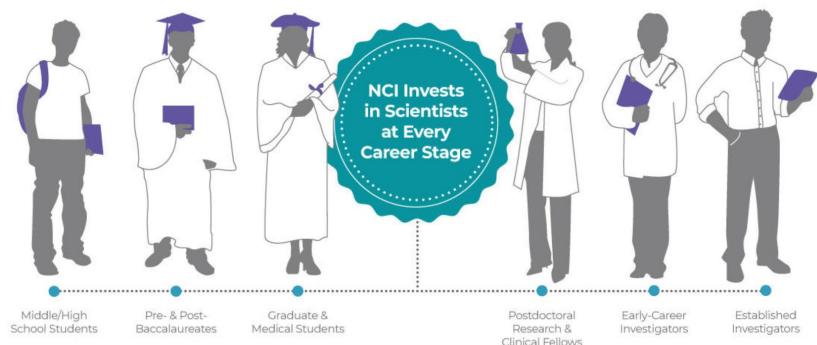 NCI Invests
in Scientists
at Every
Career Stage
Middle/High
School Students
Pre- & Post-
Baccalaureates
Graduate &
Medical Students
Postdoctoral
Research &
Clinical Fellows
Early-Career
Investigators
Established
Investigators